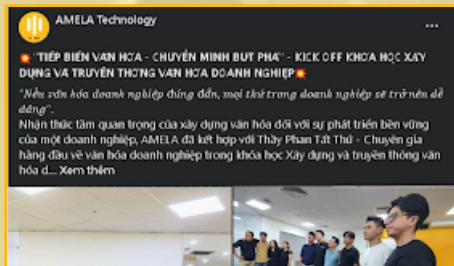 AMELA Technology
"TIẾP BIẾN VĂN HÓA - CHUYỂN MINH BỨT PHÁ" - KICK OFF KHÓA HỌC XÂY
DỰNG VÀ TRUYỀN THÔNG VĂN HÓA DOANH NGHIỆP
"Nếu văn hóa doanh nghiệp đúng đắn, mọi thứ trong doanh nghiệp sẽ trở nên dễ
dàng".
Nhận thức tầm quan trọng của xây dựng văn hóa đối với sự phát triển bền vững
của một doanh nghiệp, AMELA đã kết hợp với Thầy Phan Tất Thứ - Chuyên gia
hàng đầu về văn hóa doanh nghiệp trong khóa học Xây dựng và truyền thông văn
hóa d... Xem thêm